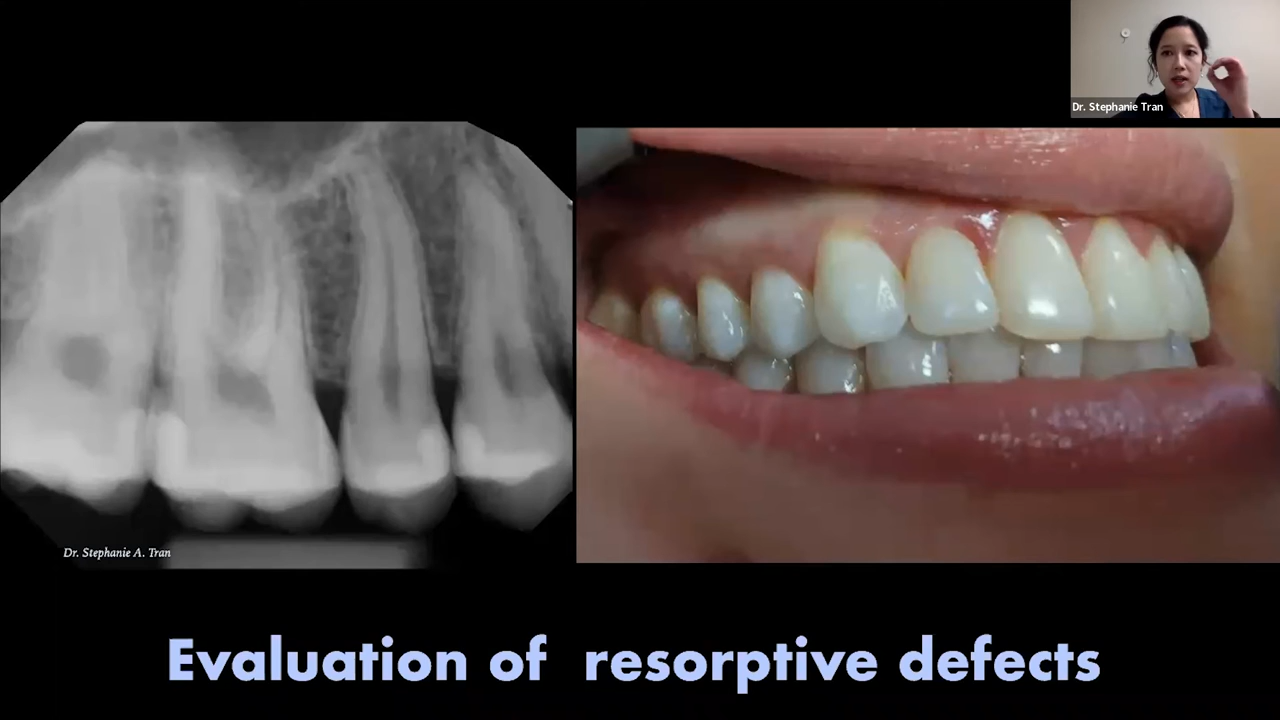 Dr. Stephanie Tran
Dr. Stephanie A. Tran
Evaluation of resorptive defects